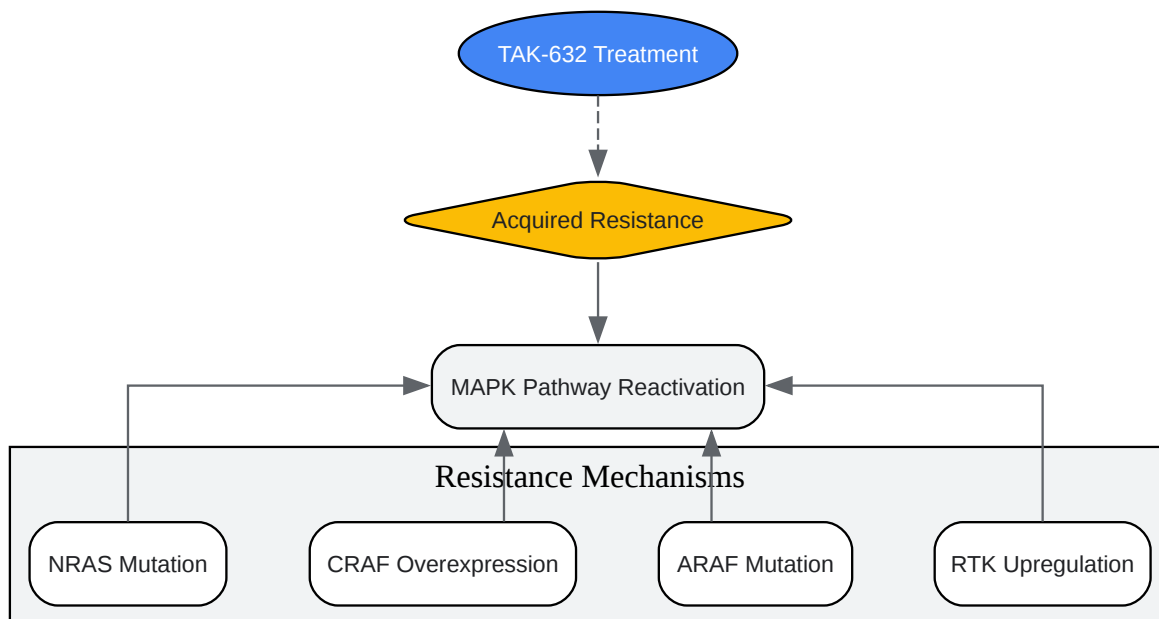 TAK-632 Treatment
Acquired Resistance
MAPK Pathway Reactivation
Resistance Mechanisms
NRAS Mutation
CRAF Overexpression
ARAF Mutation
RTK Upregulation